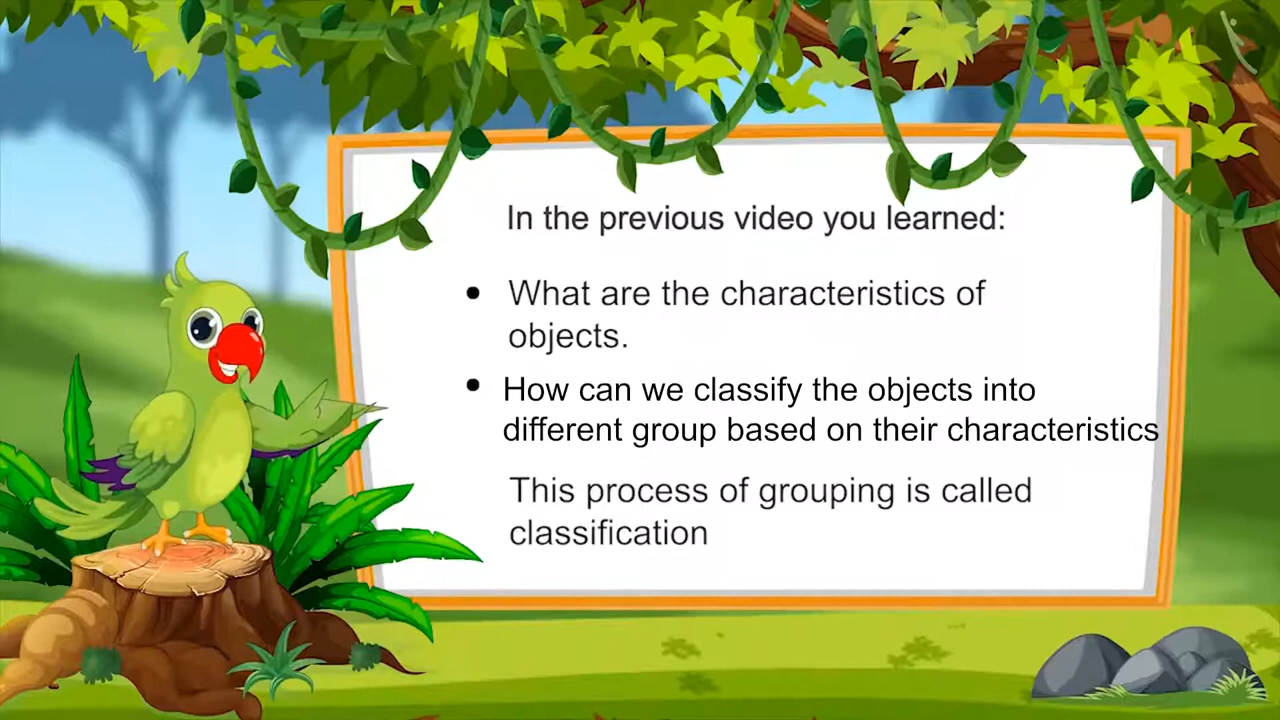 In the previous video you learned:
• What are the characteristics of
objects.
• How can we classify the objects into
different group based on their characteristics
This process of grouping is called
classification